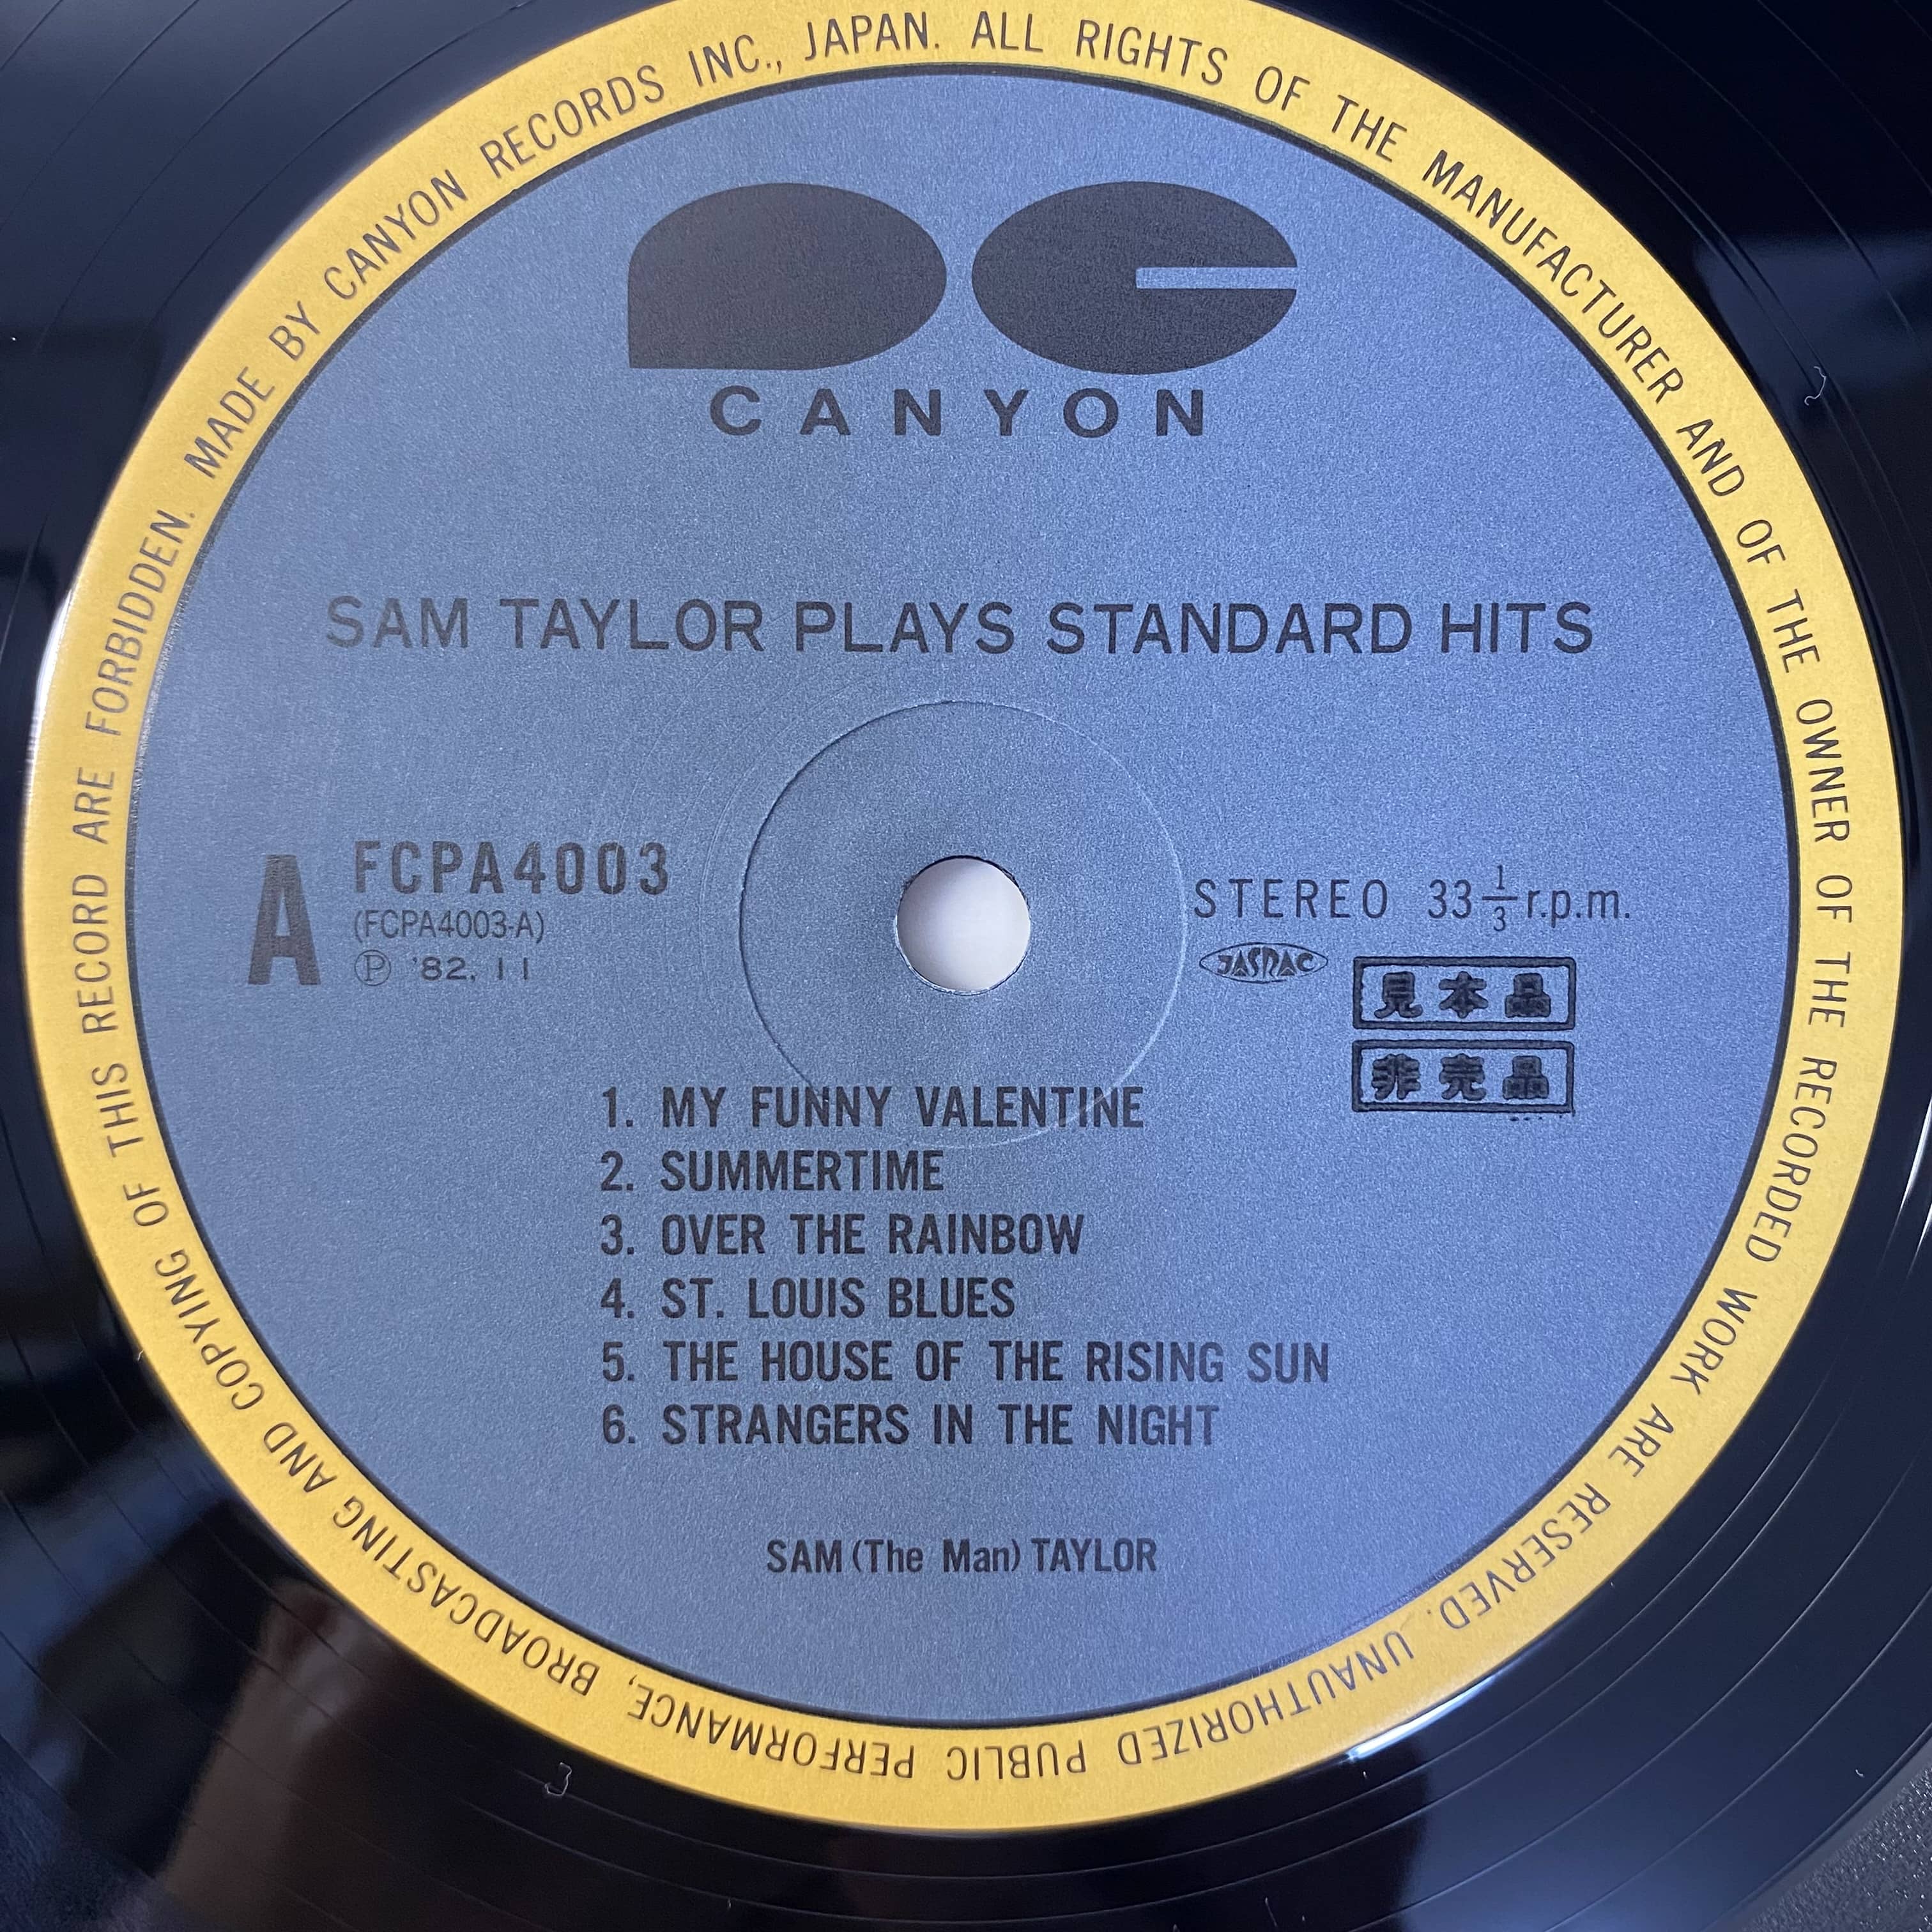 MADE BY CANYON RECORDS INC., JAPAN. ALL RIGHTS OF THE MANUFACTURER AND OF THE OWNER OF THE RECORDED WORK ARE RESERVED. UNAUTHORIZED PUBLIC PERFORMANCE, BROADCASTING AND COPYING OF THIS RECORD ARE FORBIDDEN.
CANYON
SAM TAYLOR PLAYS STANDARD HITS
A
FCPA4003
(FCPA4003-A)
Ⓟ '82. 11
STEREO 33⅓r.p.m.
JASRAC
見本品
非売品
1. MY FUNNY VALENTINE
2. SUMMERTIME
3. OVER THE RAINBOW
4. ST. LOUIS BLUES
5. THE HOUSE OF THE RISING SUN
6. STRANGERS IN THE NIGHT
SAM (The Man) TAYLOR